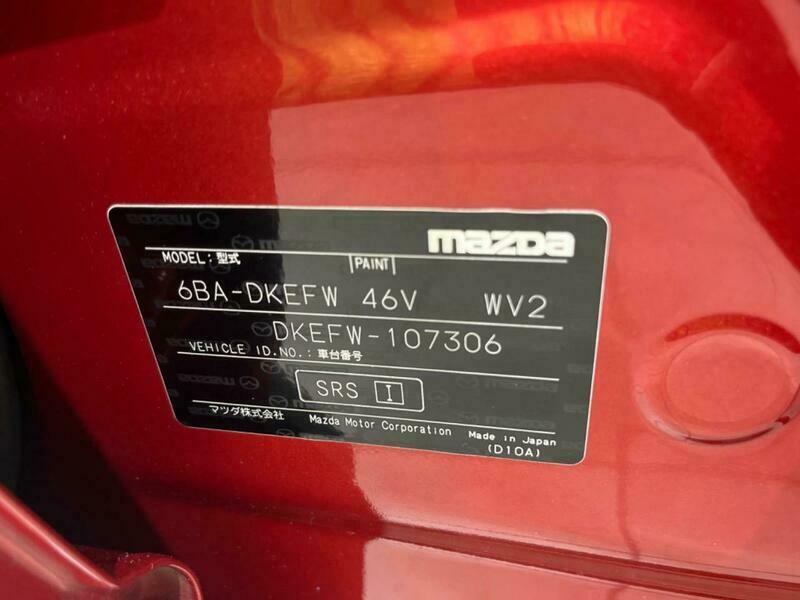 mazda
MODEL:型式 PAINT
6BA-DKEFW 46V WV2
DKEFW-107306
VEHICLE ID.NO.:車台番号
SRS I
マツダ株式会社 Mazda Motor Corporation Made in Japan
(D10A)